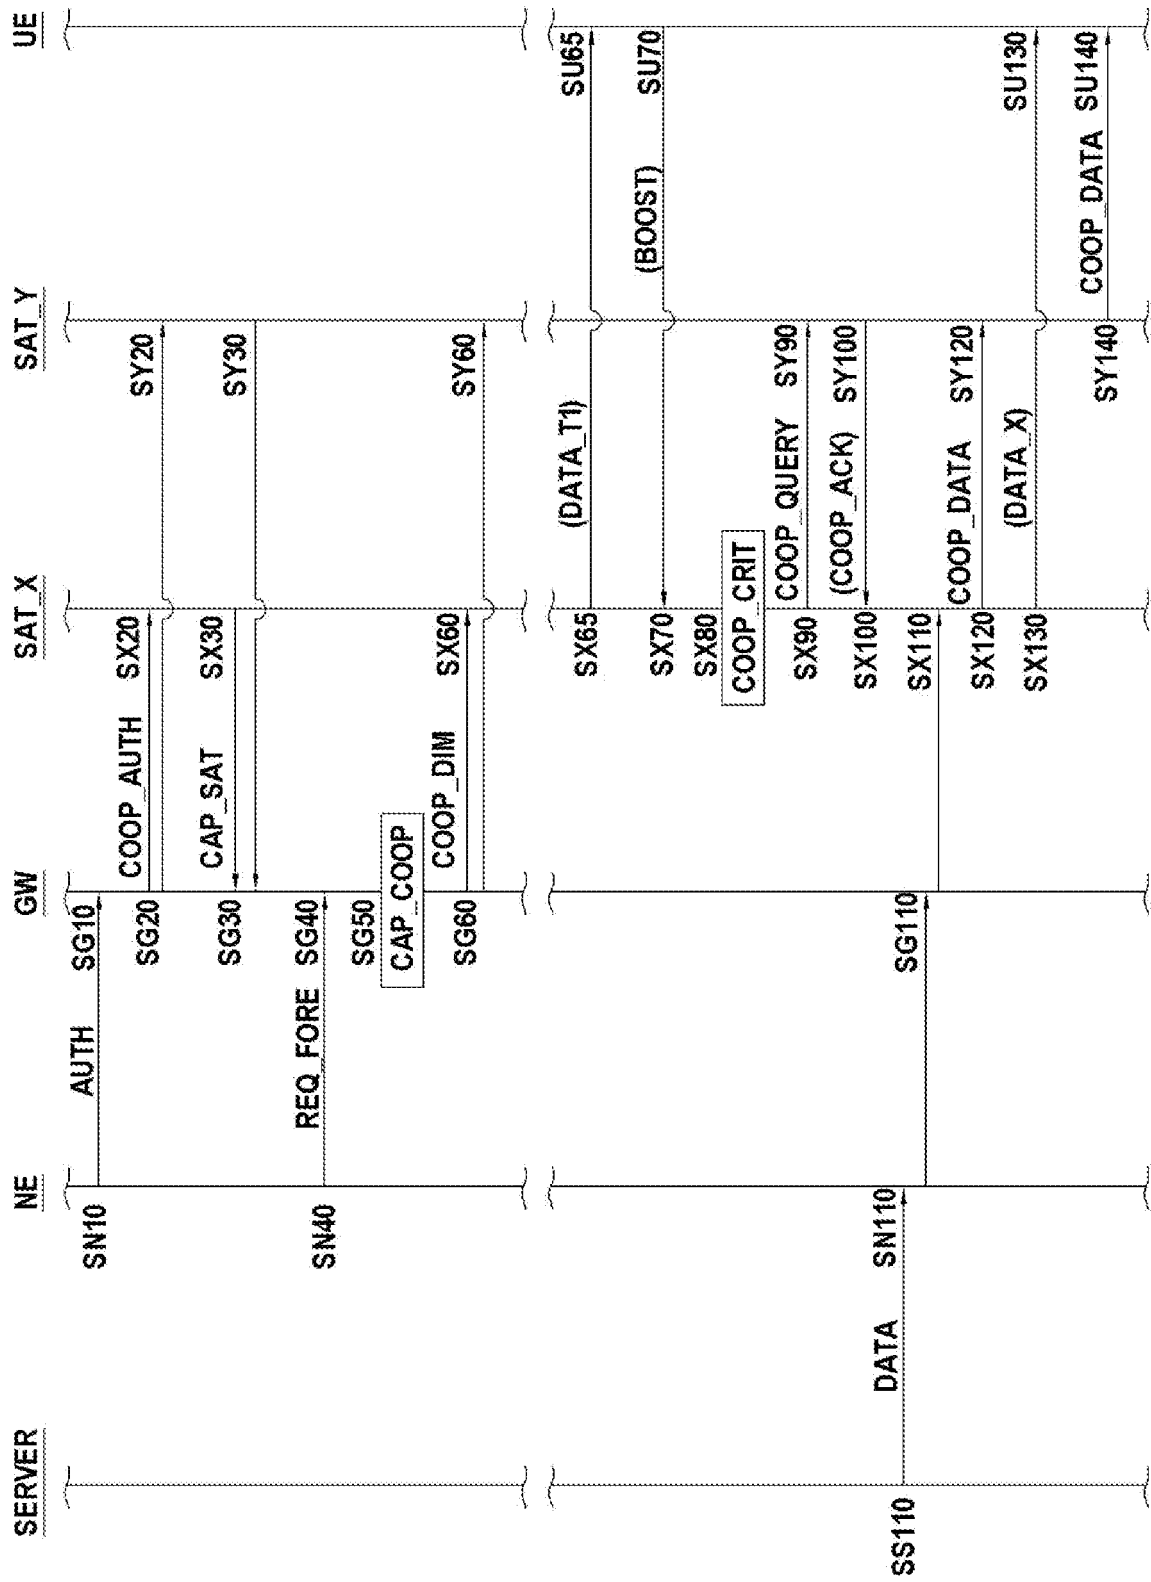 SERVER
NE
GW
SAT_X
SAT_Y
UE
SN10
AUTH
SG10
SG20
COOP_AUTH
SX20
SY20
SG30
CAP_SAT
SX30
SY30
SN40
REQ_FORE
SG40
SG50
CAP_COOP
SG60
COOP_DIM
SX60
SY60
SX65
(DATA_T1)
SU65
SX70
(BOOST)
SU70
SX80
COOP_CRIT
SX90
COOP_QUERY
SY90
SX100
(COOP_ACK)
SY100
SS110
DATA
SN110
SG110
SX110
SX120
COOP_DATA
SY120
SX130
(DATA_X)
SU130
SY140
COOP_DATA
SU140